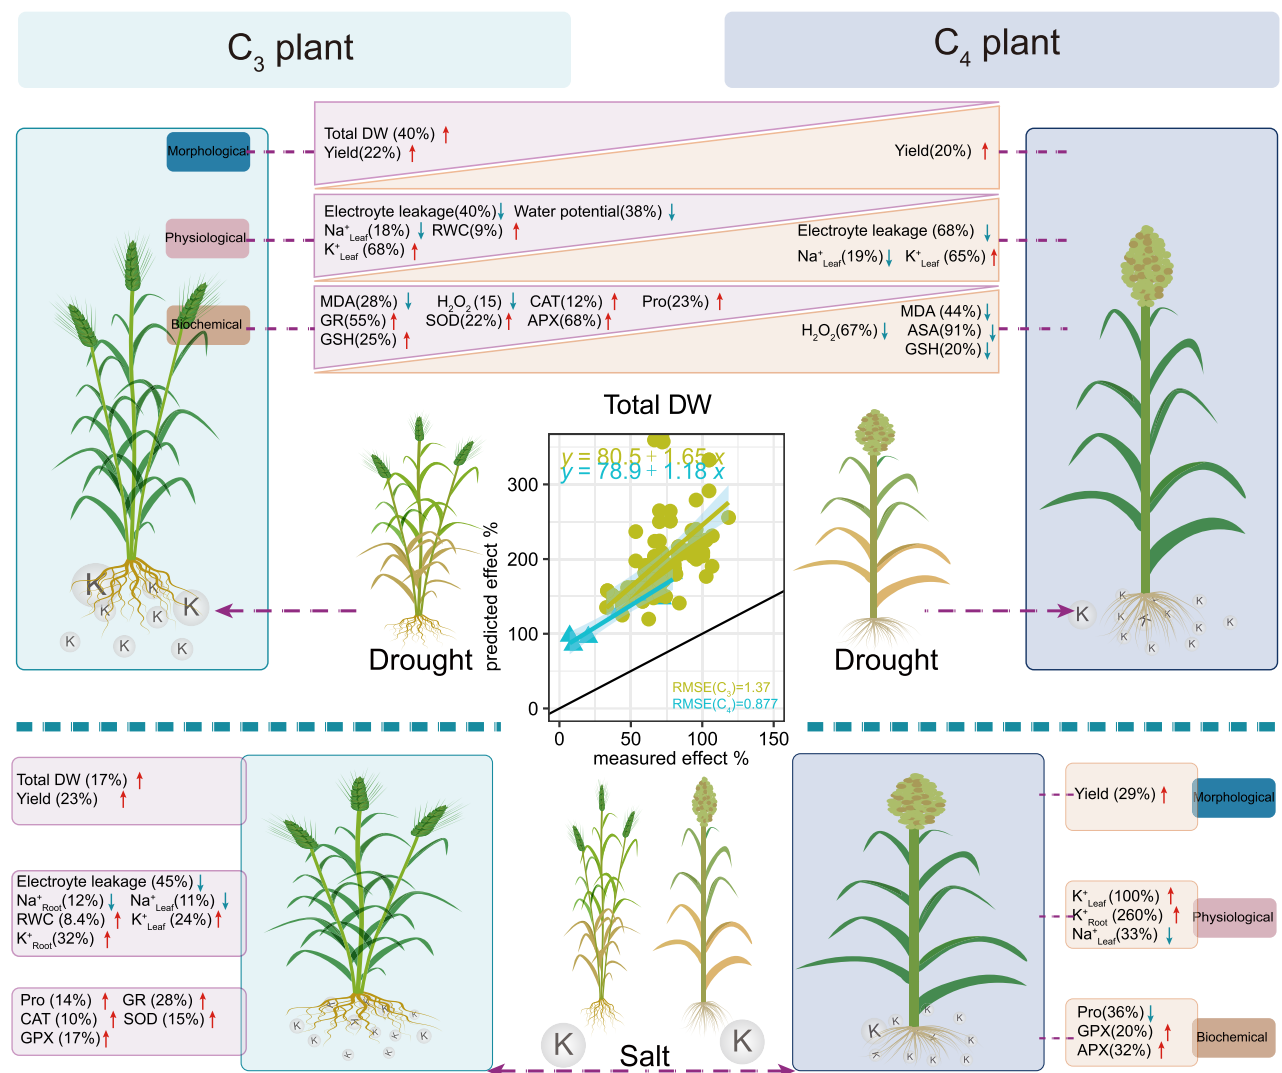 C3 plant
C4 plant
Morphological
Total DW (40%)
Yield(22%)
Yield(20%)
Physiological
Electroyte leakage(40%) Water potential(38%)
Na+Leaf(18%) RWC(9%)
K+Leaf (68%)
Electroyte leakage (68%)
Na+Leaf(19%) K+Leaf (65%)
Biochemical
MDA(28%) H2O2 (15) CAT(12%) Pro(23%)
GR(55%) SOD(22%) APX(68%)
GSH(25%)
MDA (44%)
H2O2(67%) ASA(91%)
GSH(20%)
Total DW
y = 80.5 + 1.65 x
y = 78.9 + 1.18 x
predicted effect %
300
200
100
0
RMSE(C3)=1.37
RMSE(C4)=0.877
0 50 100 150
measured effect %
K K K K K K K K
Drought
Drought
K K K K K K K K K K
Total DW (17%)
Yield (23%)
Electroyte leakage (45%)
Na+Root(12%) Na+Leaf(11%)
RWC (8.4%) K+Leaf (24%)
K+Root(32%)
Pro (14%) GR (28%)
CAT (10%) SOD (15%)
GPX (17%)
K K
Salt
Yield (29%)
Morphological
K+Leaf (100%)
K+Root (260%)
Na+Leaf(33%)
Physiological
Pro(36%)
GPX(20%)
APX(32%)
Biochemical